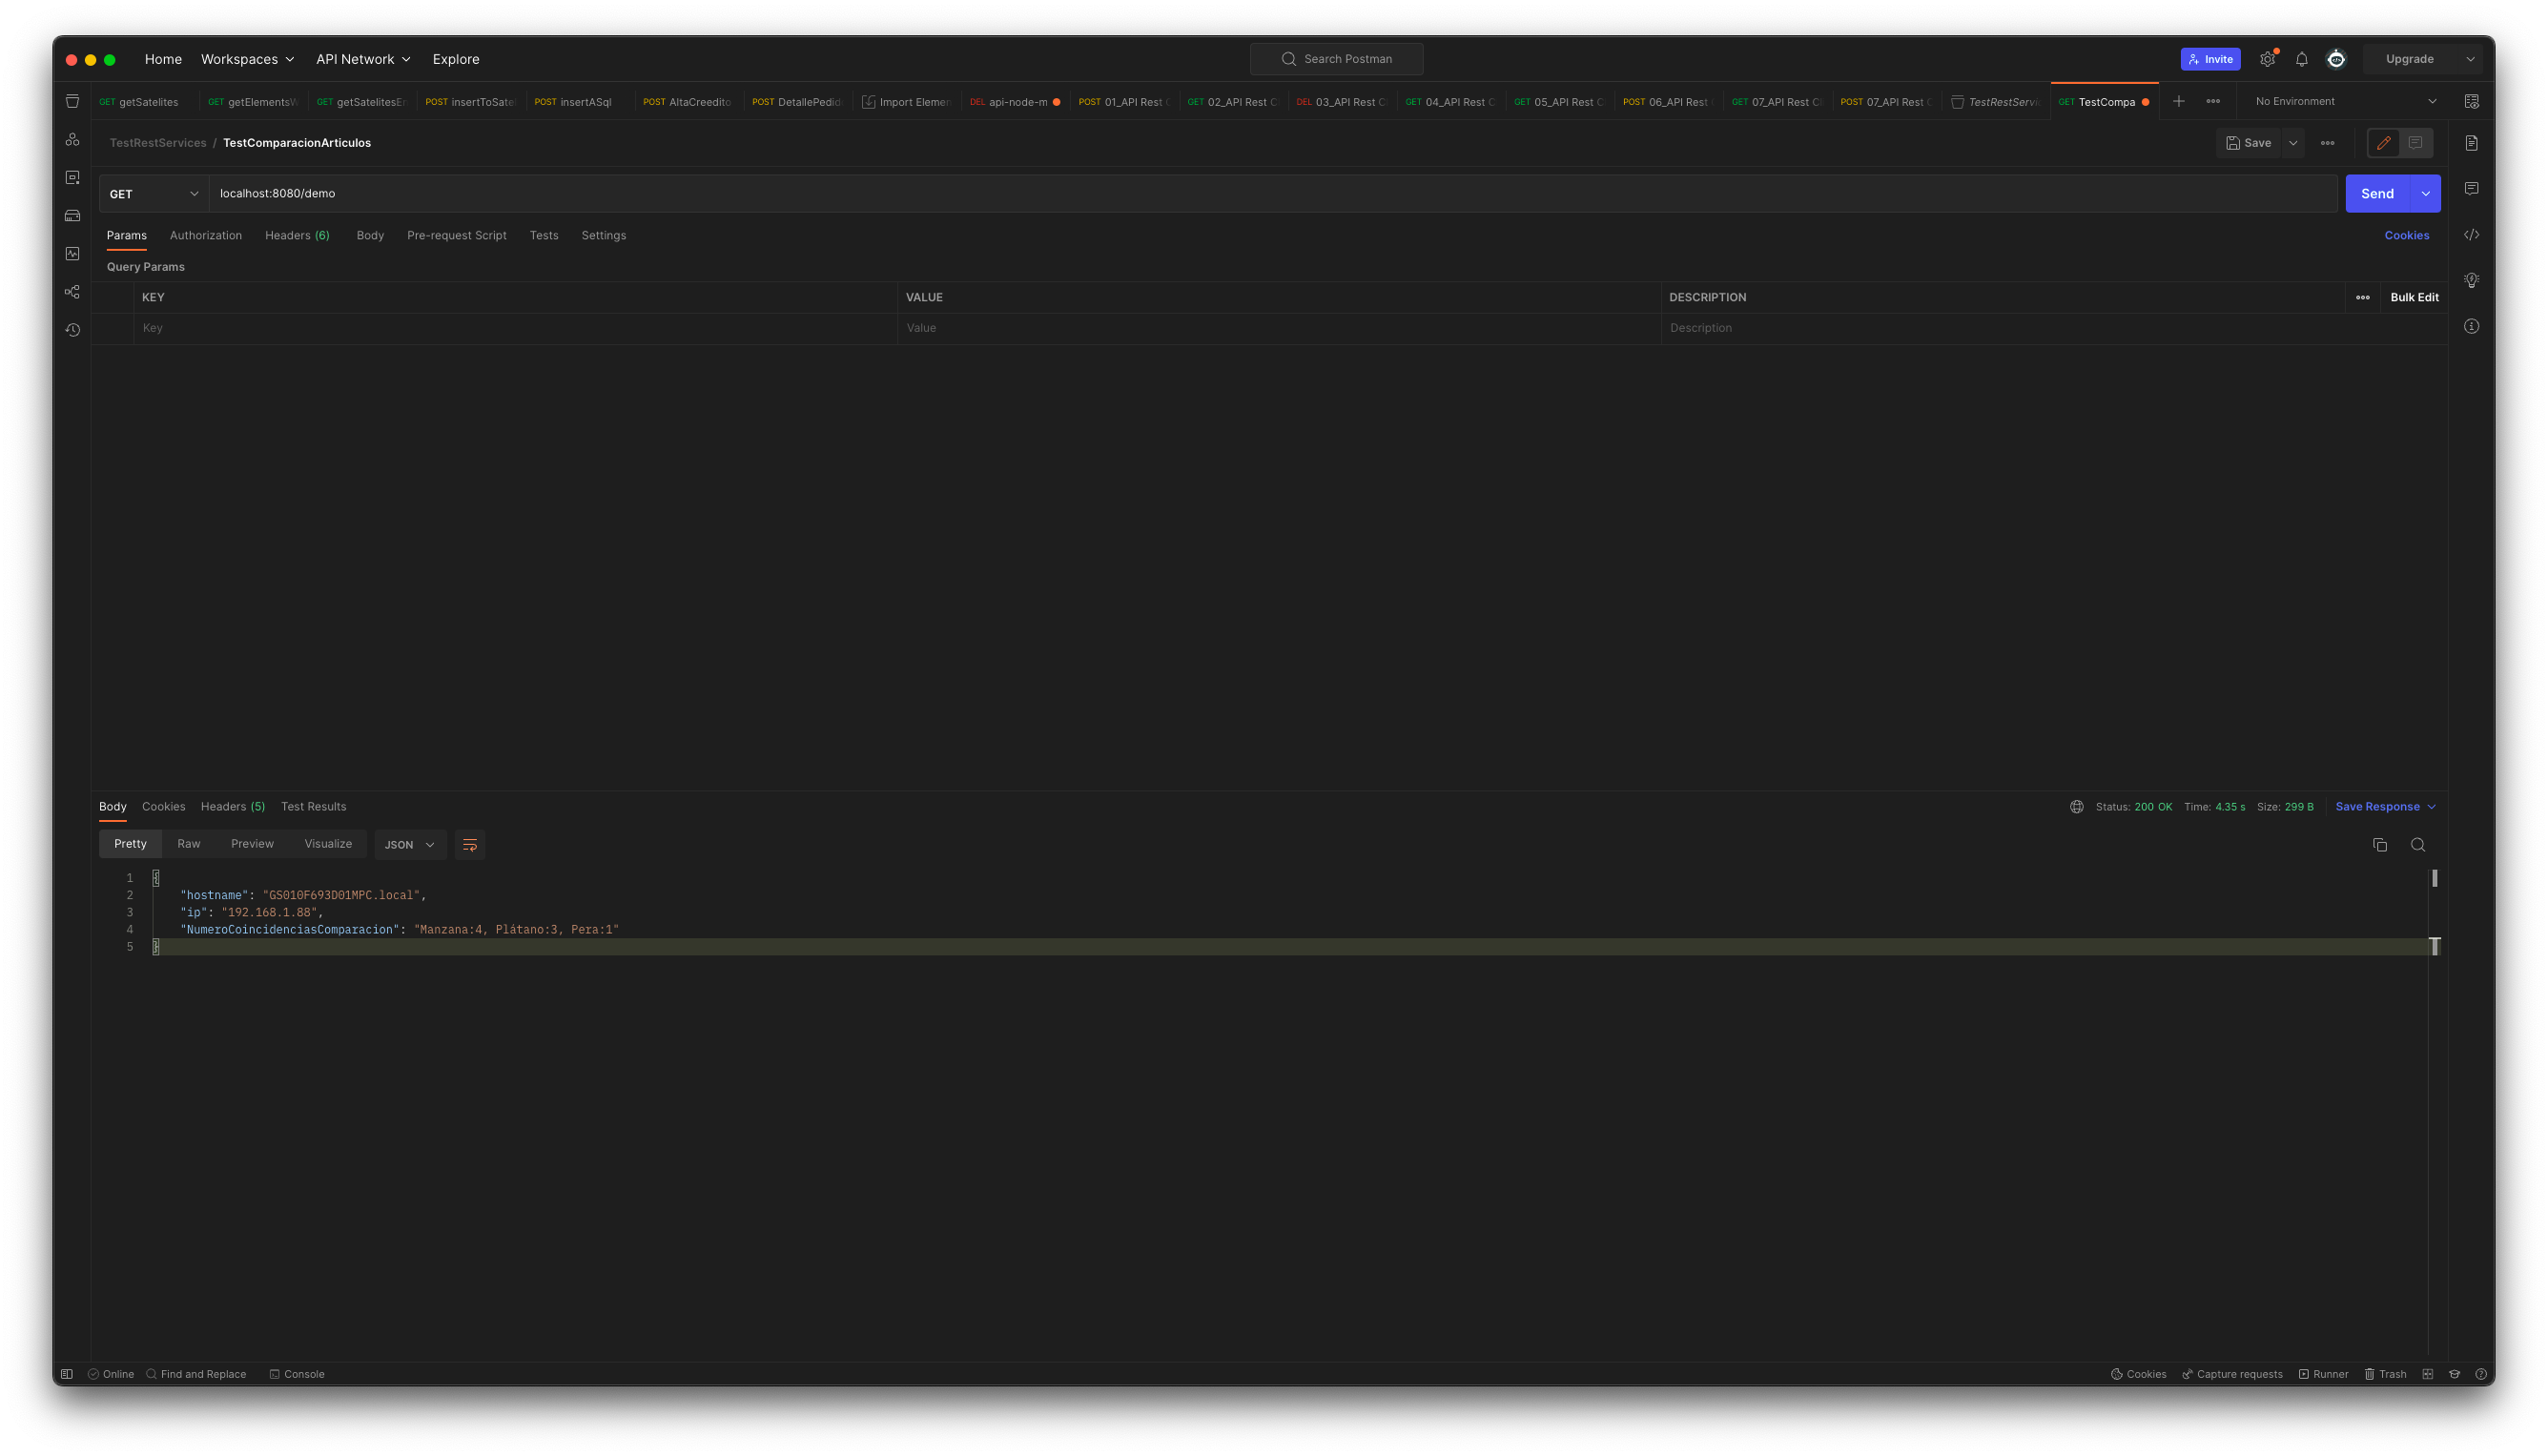 Home Workspaces API Network Explore Search Postman Invite Upgrade
GET getSatelites GET getElementsW GET getSatelitesEr POST insertToSatel POST insertASql POST AltaCreedito POST DetallePedid Import Elemen DEL api-node-m POST 01_API Rest C GET 02_API Rest C DEL 03_API Rest C GET 04_API Rest C GET 05_API Rest C POST 06_API Rest GET 07_API Rest C POST 07_API Rest C TestRestServi GET TestCompa No Environment
TestRestServices / TestComparacionArticulos Save
GET localhost:8080/demo Send
Params Authorization Headers (6) Body Pre-request Script Tests Settings Cookies
Query Params
KEY VALUE DESCRIPTION Bulk Edit
Key Value Description
Body Cookies Headers (5) Test Results Status: 200 OK Time: 4.35 s Size: 299 B Save Response
Pretty Raw Preview Visualize JSON
1 {
2 "hostname": "GS010F693D01MPC.local",
3 "ip": "192.168.1.88",
4 "NumeroCoincidenciasComparacion": "Manzana:4, Plátano:3, Pera:1"
5 }
Online Find and Replace Console Cookies Capture requests Runner Trash